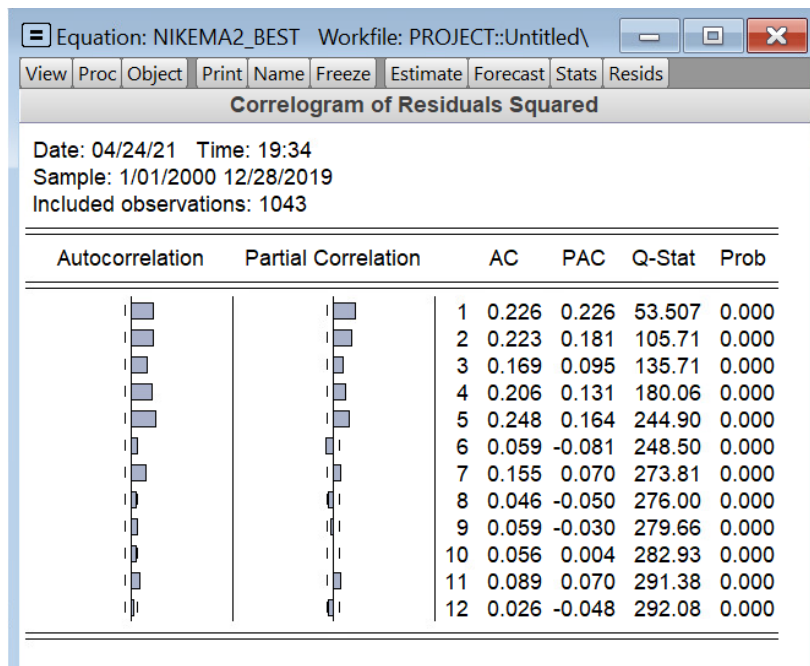 Equation: NIKEMA2_BEST Workfile: PROJECT::Untitled\
View Proc Object Print Name Freeze Estimate Forecast Stats Resids
Correlogram of Residuals Squared
Date: 04/24/21 Time: 19:34
Sample: 1/01/2000 12/28/2019
Included observations: 1043
Autocorrelation Partial Correlation AC PAC Q-Stat Prob
1 0.226 0.226 53.507 0.000
2 0.223 0.181 105.71 0.000
3 0.169 0.095 135.71 0.000
4 0.206 0.131 180.06 0.000
5 0.248 0.164 244.90 0.000
6 0.059 -0.081 248.50 0.000
7 0.155 0.070 273.81 0.000
8 0.046 -0.050 276.00 0.000
9 0.059 -0.030 279.66 0.000
10 0.056 0.004 282.93 0.000
11 0.089 0.070 291.38 0.000
12 0.026 -0.048 292.08 0.000